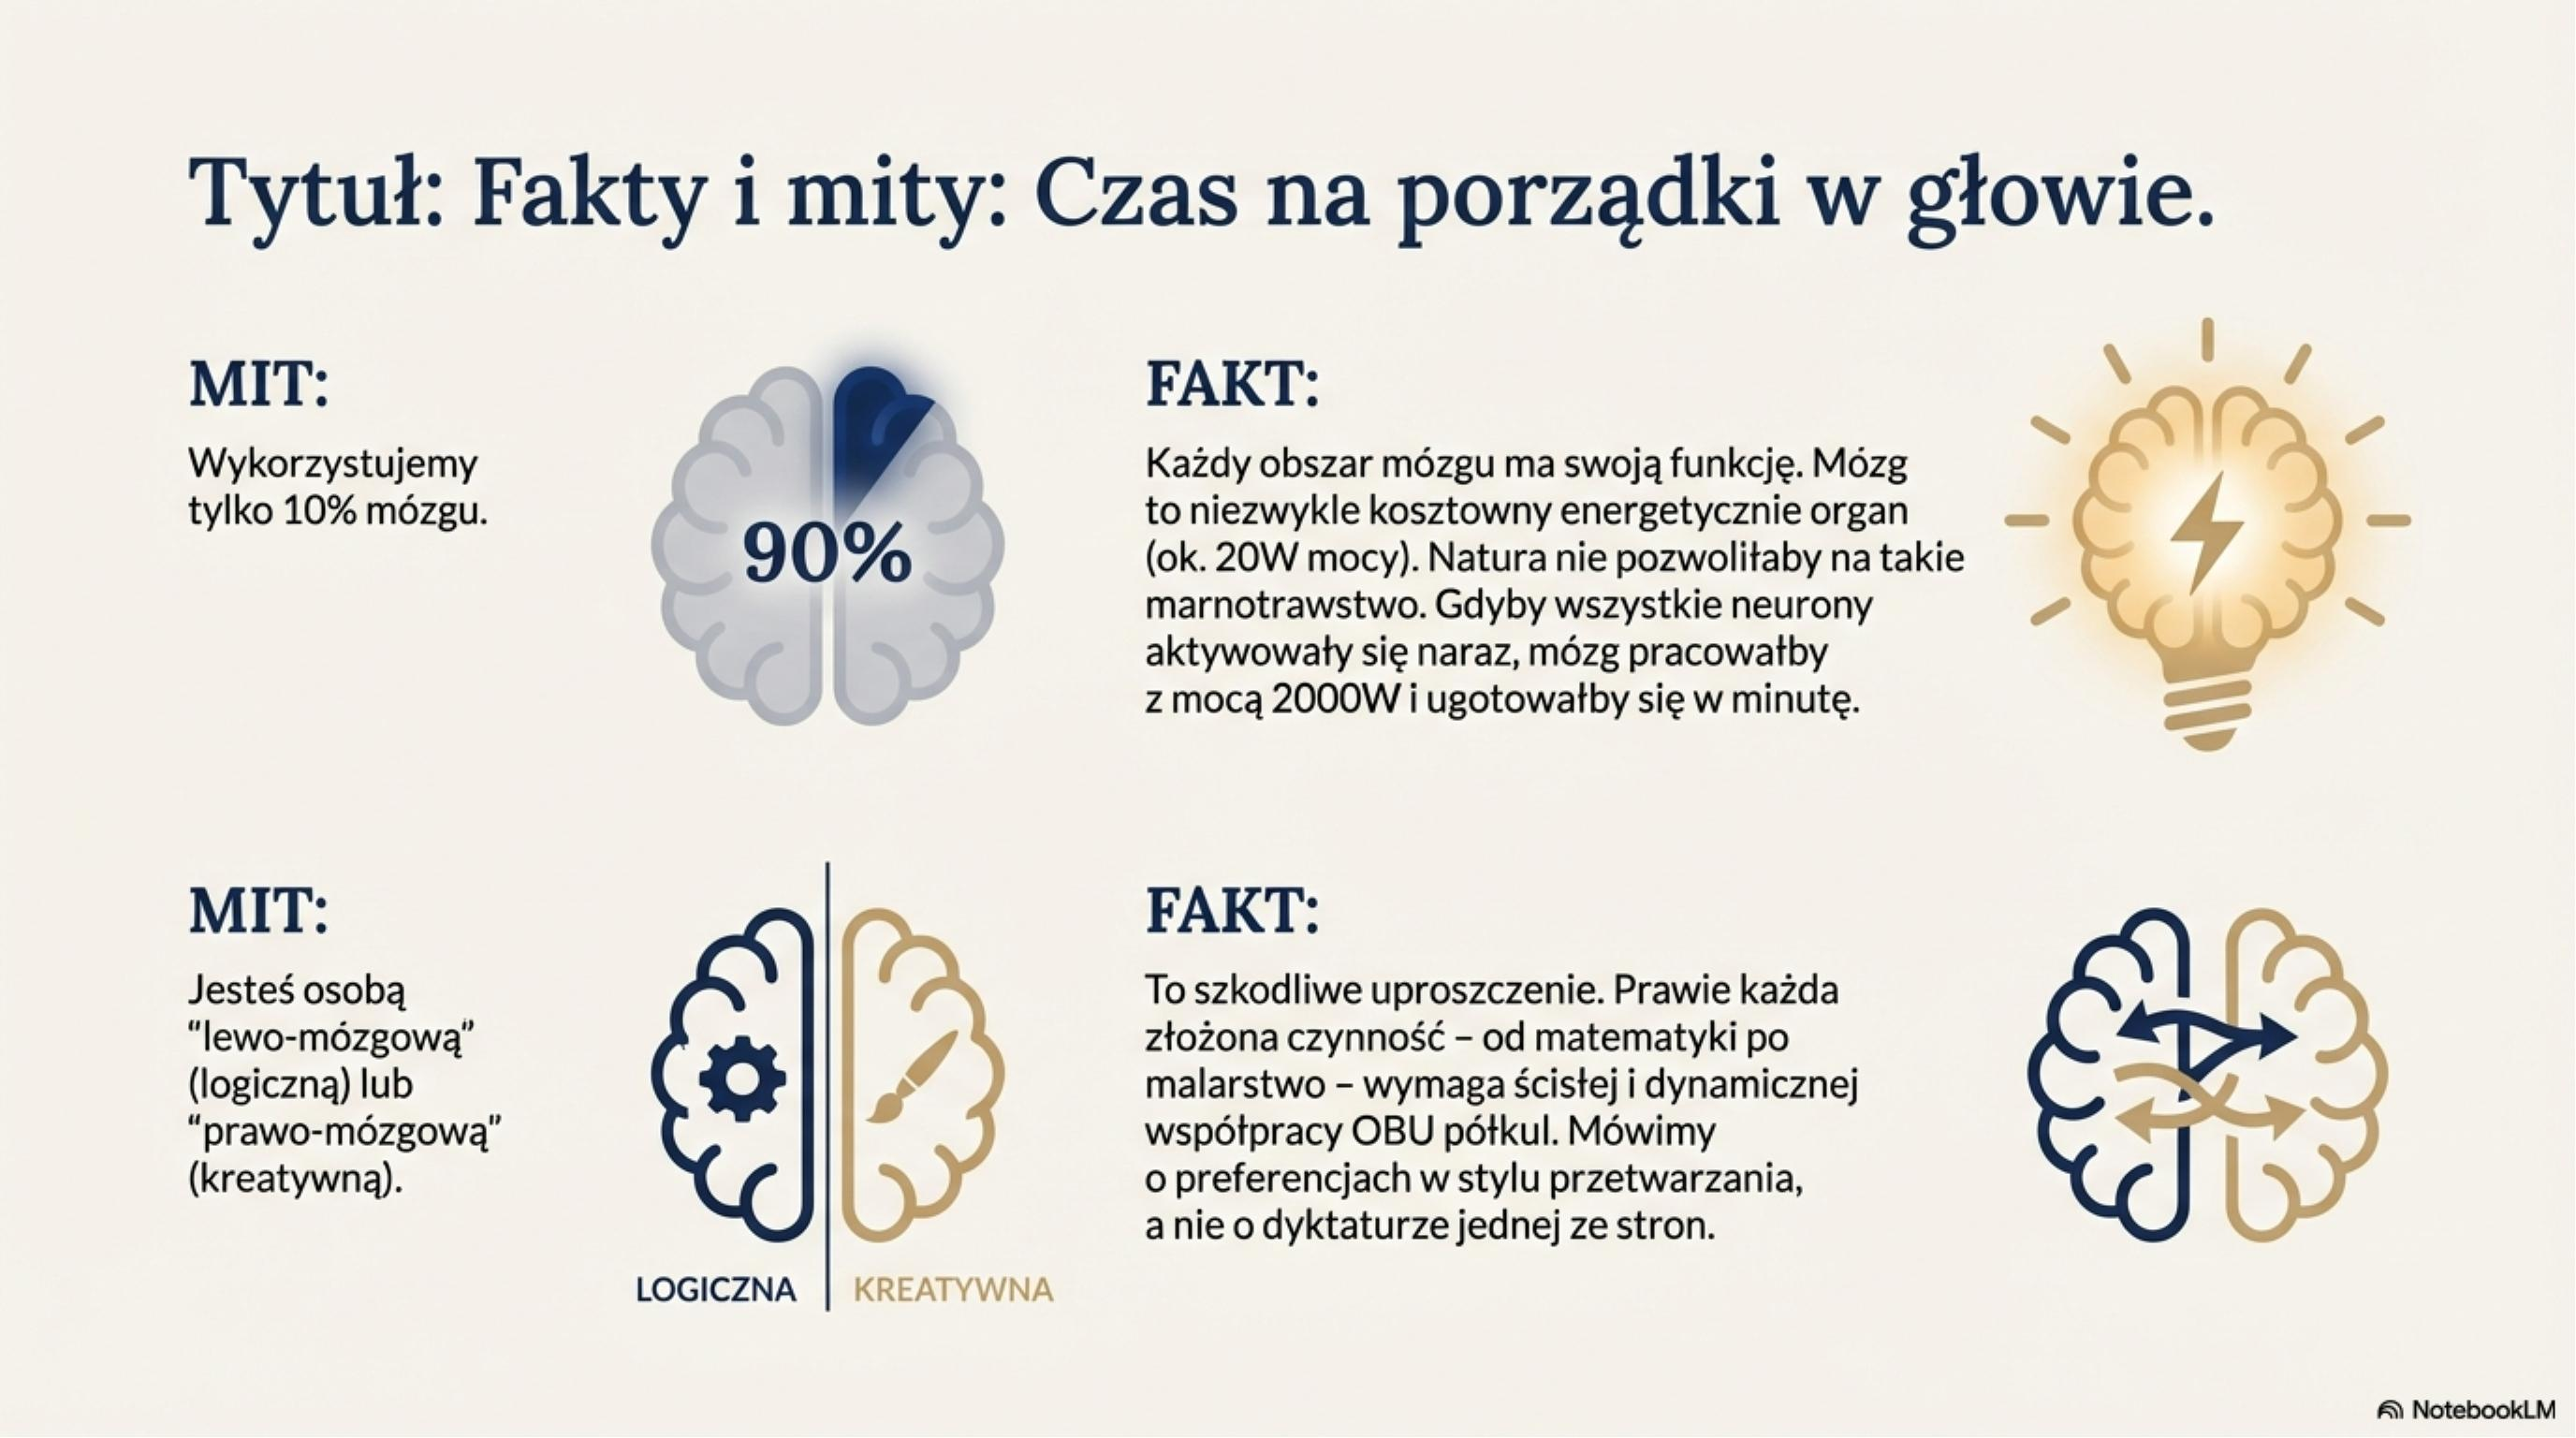 Tytuł: Fakty i mity: Czas na porządki w głowie.
MIT:
Wykorzystujemy
tylko 10% mózgu.
90%
FAKT:
Każdy obszar mózgu ma swoją funkcję. Mózg
to niezwykle kosztowny energetycznie organ
(ok. 20W mocy). Natura nie pozwoliłaby na takie
marnotrawstwo. Gdyby wszystkie neurony
aktywowały się naraz, mózg pracowałby
z mocą 2000W i ugotowałby się w minutę.
MIT:
Jesteś osobą
“lewo-mózgową”
(logiczną) lub
“prawo-mózgową”
(kreatywną).
LOGICZNA
KREATYWNA
FAKT:
To szkodliwe uproszczenie. Prawie każda
złożona czynność – od matematyki po
malarstwo – wymaga ścisłej i dynamicznej
współpracy OBU półkul. Mówimy
o preferencjach w stylu przetwarzania,
a nie o dyktaturze jednej ze stron.
NotebookLM